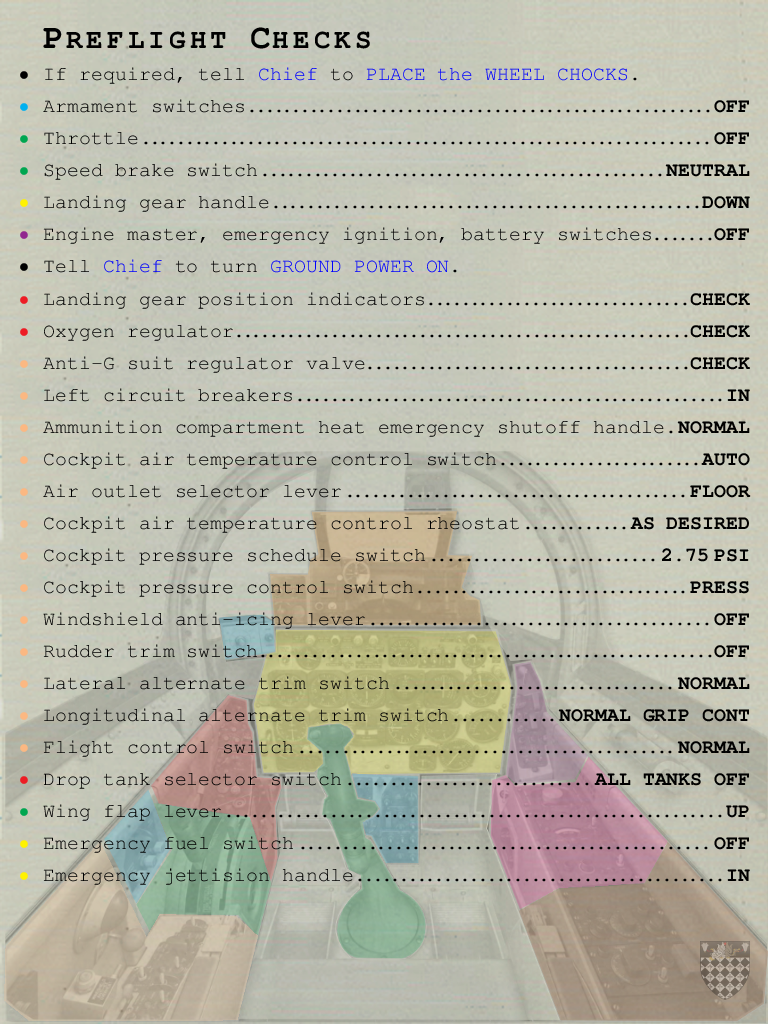 PREFLIGHT CHECKS
• If required, tell Chief to PLACE the WHEEL CHOCKS.
• Armament switches.......................................................OFF
• Throttle................................................................OFF
• Speed brake switch..............................................NEUTRAL
• Landing gear handle....................................................DOWN
• Engine master, emergency ignition, battery switches.......OFF
• Tell Chief to turn GROUND POWER ON.
• Landing gear position indicators..............................CHECK
• Oxygen regulator....................................................CHECK
• Anti-G suit regulator valve.....................................CHECK
• Left circuit breakers..................................................IN
• Ammunition compartment heat emergency shutoff handle.NORMAL
• Cockpit air temperature control switch.......................AUTO
• Air outlet selector lever.......................................FLOOR
• Cockpit air temperature control rheostat............AS DESIRED
• Cockpit pressure schedule switch..........................2.75 PSI
• Cockpit pressure control switch...............................PRESS
• Windshield anti-icing lever.......................................OFF
• Rudder trim switch....................................................OFF
• Lateral alternate trim switch................................NORMAL
• Longitudinal alternate trim switch............NORMAL GRIP CONT
• Flight control switch...........................................NORMAL
• Drop tank selector switch............................ALL TANKS OFF
• Wing flap lever.........................................................UP
• Emergency fuel switch...............................................OFF
• Emergency jettision handle..........................................IN